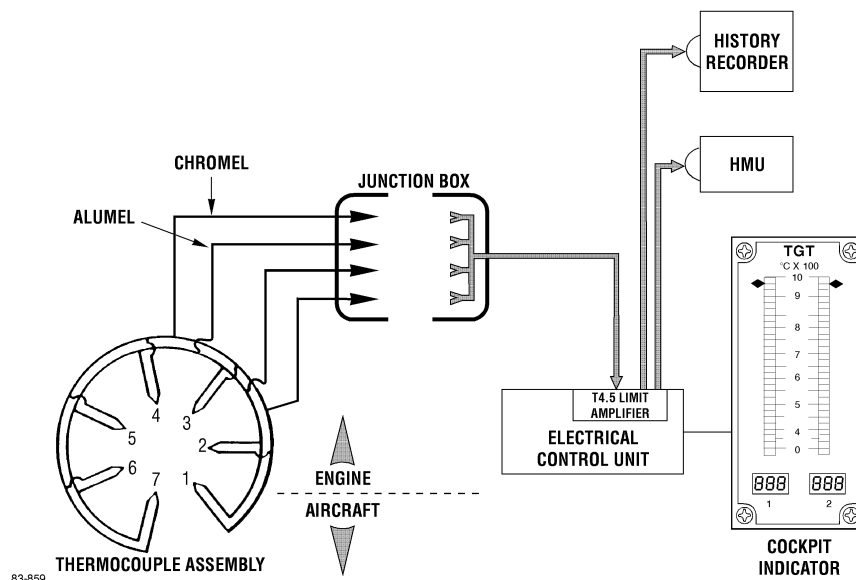 HISTORY
RECORDER
CHROMEL
JUNCTION BOX
HMU
ALUMEL
TGT
°C X 100
10
9
8
7
6
5
4
0
T4.5 LIMIT
AMPLIFIER
ELECTRICAL
CONTROL UNIT
4
3
5
2
6
7
1
ENGINE
AIRCRAFT
888
888
1
2
THERMOCOUPLE ASSEMBLY
COCKPIT
INDICATOR
83-859